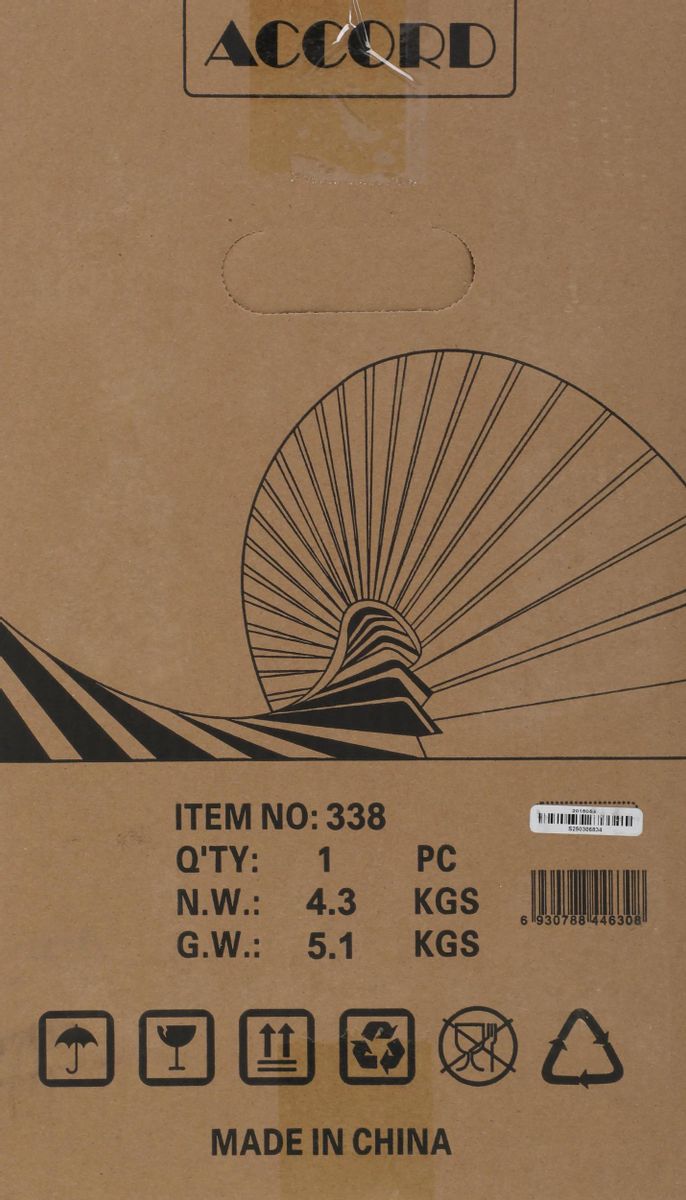 ACCORD
ITEM NO: 338
Q'TY: 1 PC
N.W.: 4.3 KGS
G.W.: 5.1 KGS
S250306834
6 930788 446308
MADE IN CHINA